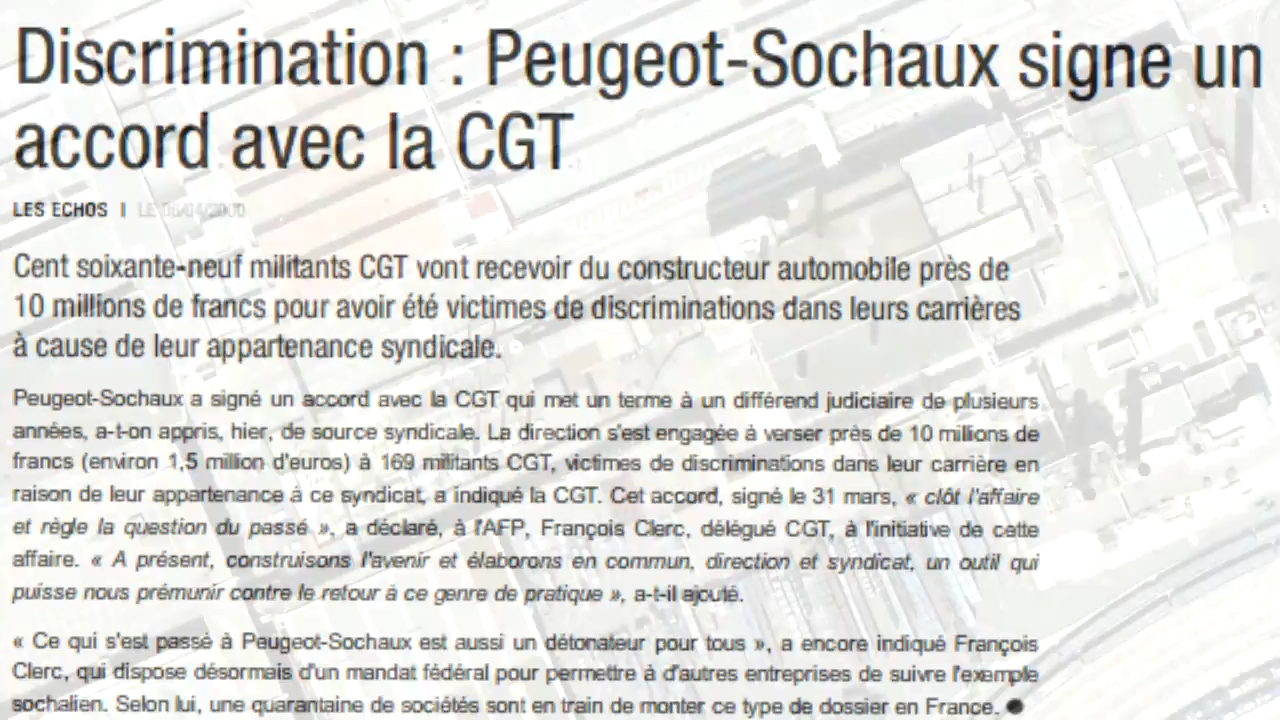 Discrimination : Peugeot-Sochaux signe un
accord avec la CGT
LES ECHOS | LE 06/04/2000
Cent soixante-neuf militants CGT vont recevoir du constructeur automobile près de
10 millions de francs pour avoir été victimes de discriminations dans leurs carrières
à cause de leur appartenance syndicale.
Peugeot-Sochaux a signé un accord avec la CGT qui met un terme à un différend judiciaire de plusieurs
années, a-t-on appris, hier, de source syndicale. La direction s'est engagée à verser près de 10 millions de
francs (environ 1,5 million d'euros) à 169 militants CGT, victimes de discriminations dans leur carrière en
raison de leur appartenance à ce syndicat, a indiqué la CGT. Cet accord, signé le 31 mars, « clôt l'affaire
et règle la question du passé », a déclaré, à l'AFP, François Clerc, délégué CGT, à l'initiative de cette
affaire. « A présent, construisons l'avenir et élaborons en commun, direction et syndicat, un outil qui
puisse nous prémunir contre le retour à ce genre de pratique », a-t-il ajouté.
« Ce qui s'est passé à Peugeot-Sochaux est aussi un détonateur pour tous », a encore indiqué François
Clerc, qui dispose désormais d'un mandat fédéral pour permettre à d'autres entreprises de suivre l'exemple
sochalien. Selon lui, une quarantaine de sociétés sont en train de monter ce type de dossier en France. ●